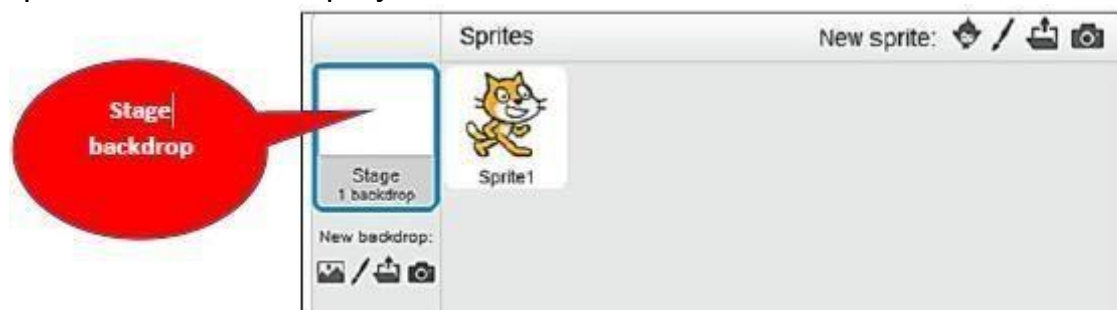 Sprites
New sprite:
Stage
backdrop
Stage
1 backdrop
Sprite1
New backdrop: